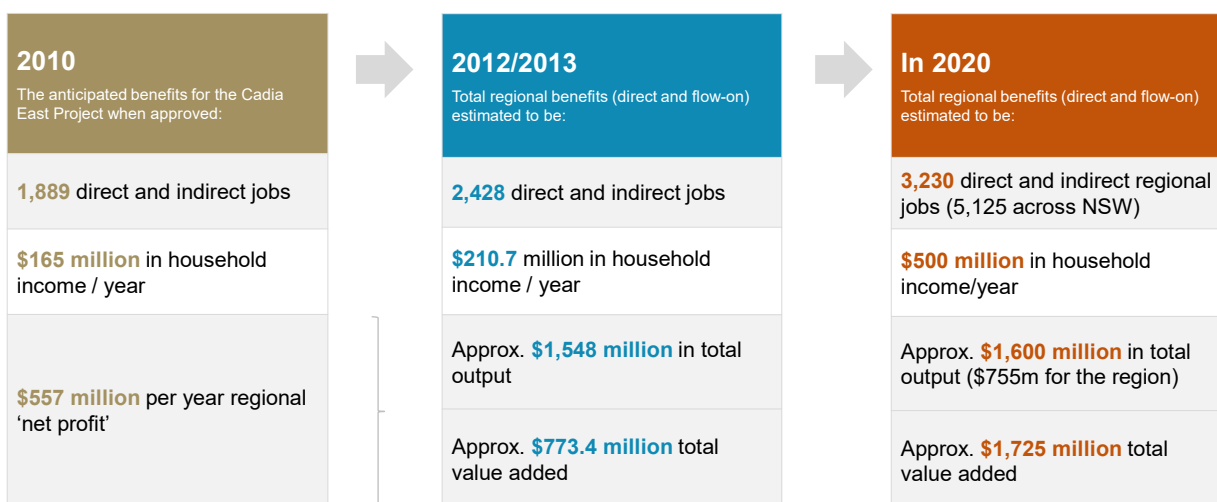 2010
The anticipated benefits for the Cadia
East Project when approved:
1,889 direct and indirect jobs
$165 million in household
income / year
$557 million per year regional
‘net profit’
2012/2013
Total regional benefits (direct and flow-on)
estimated to be:
2,428 direct and indirect jobs
$210.7 million in household
income / year
Approx. $1,548 million in total
output
Approx. $773.4 million total
value added
In 2020
Total regional benefits (direct and flow-on)
estimated to be:
3,230 direct and indirect regional
jobs (5,125 across NSW)
$500 million in household
income/year
Approx. $1,600 million in total
output ($755m for the region)
Approx. $1,725 million total
value added